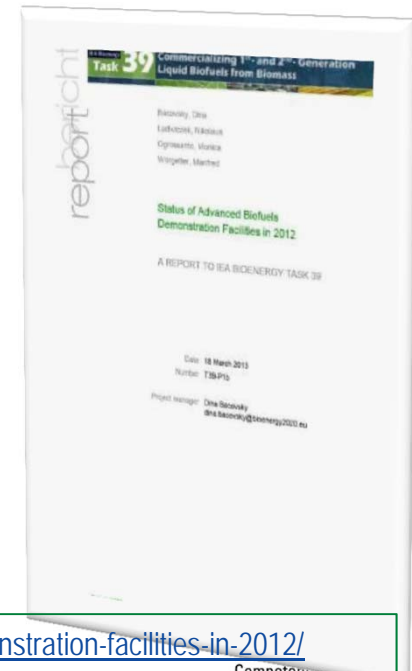 bericht
report
IEA Bioenergy
Task 39 Commercializing 1st- and 2nd- Generation
Liquid Biofuels from Biomass
Bacovsky, Dina
Ludwiczek, Nikolaus
Ognissanto, Monica
Wörgetter, Manfred
Status of Advanced Biofuels
Demonstration Facilities in 2012
A REPORT TO IEA BIOENERGY TASK 39
Date 18 March 2013
Number T39-P1b
Project manager Dina Bacovsky
dina.bacovsky@bioenergy2020.eu
nstration-facilities-in-2012/